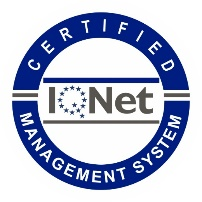 CERTIFIED
IQNet
MANAGEMENT SYSTEM